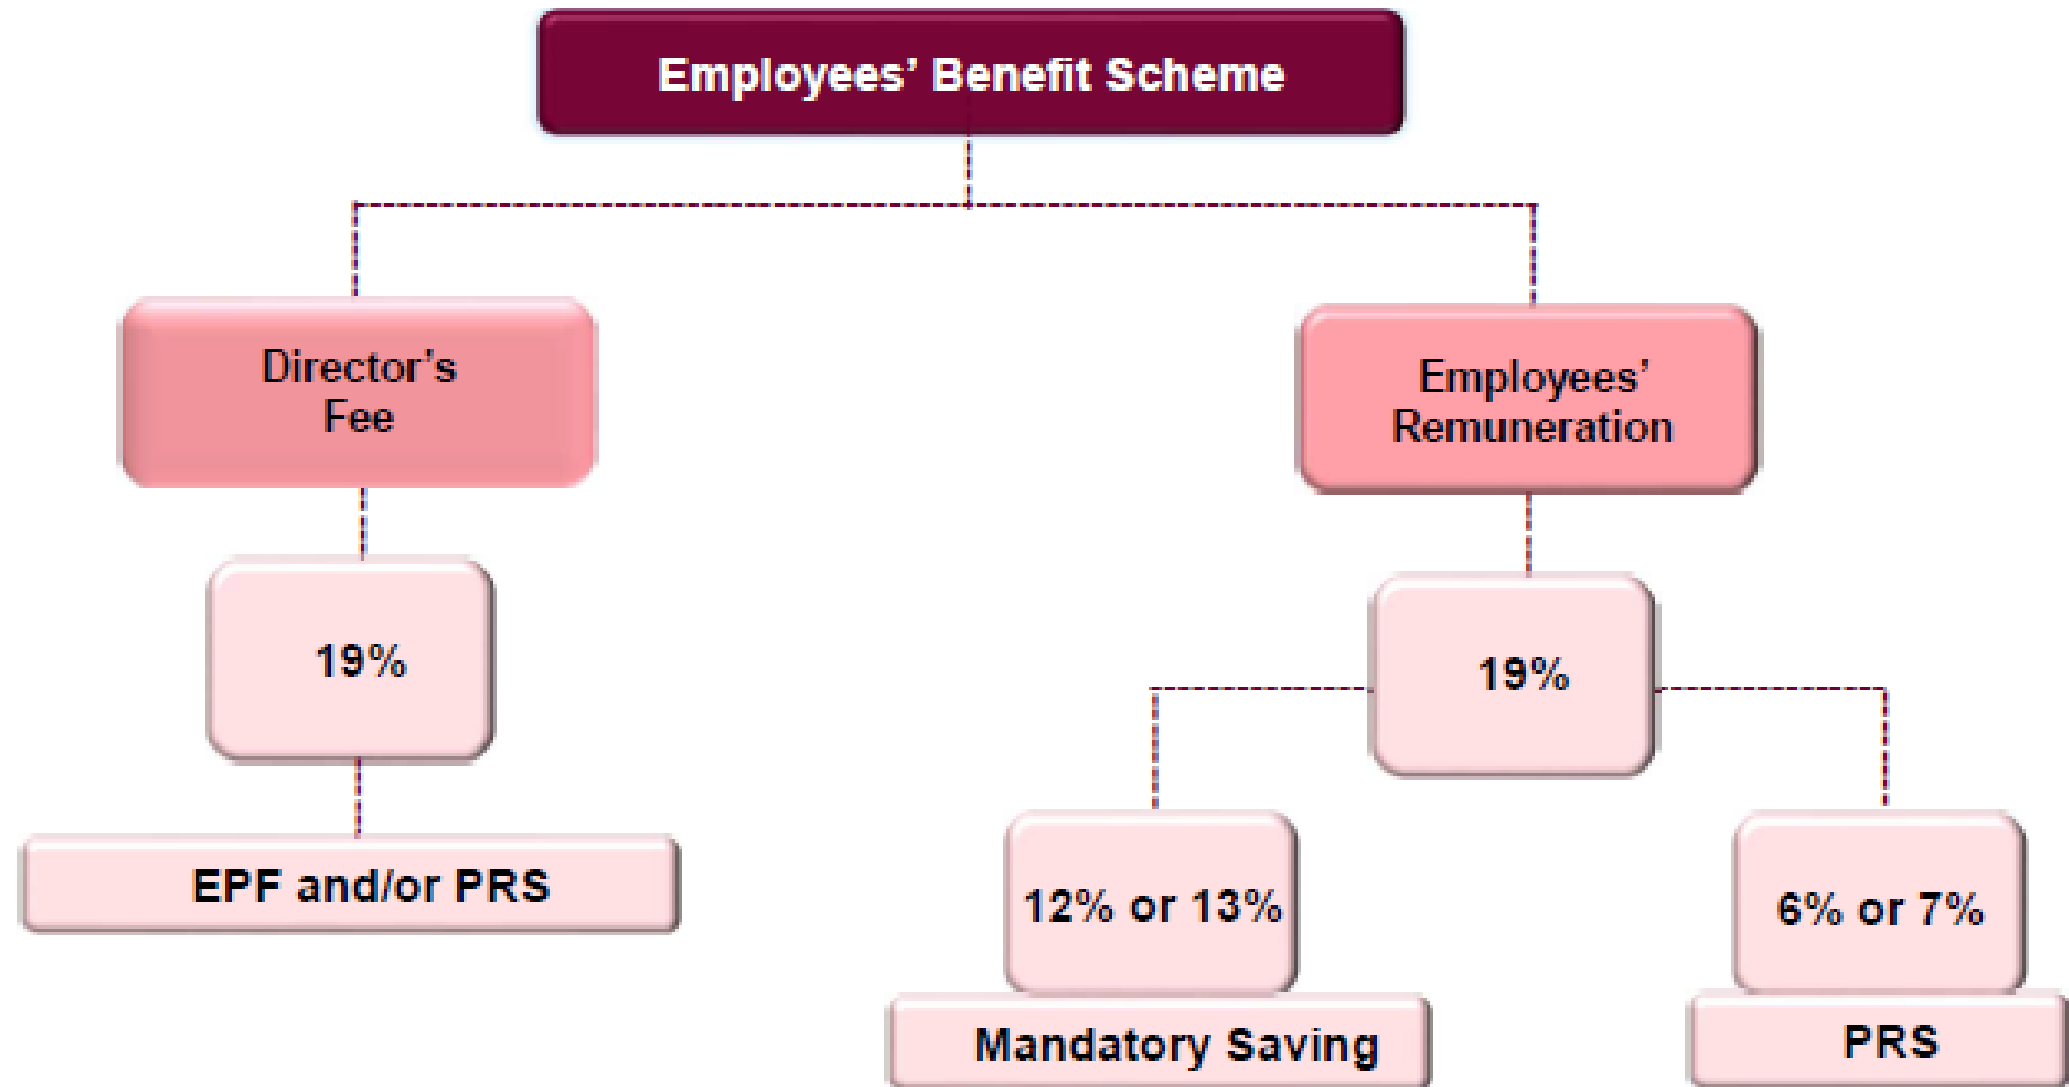 Employees’ Benefit Scheme
Director’s
Fee
Employees’
Remuneration
19%
19%
EPF and/or PRS
12% or 13%
6% or 7%
Mandatory Saving
PRS